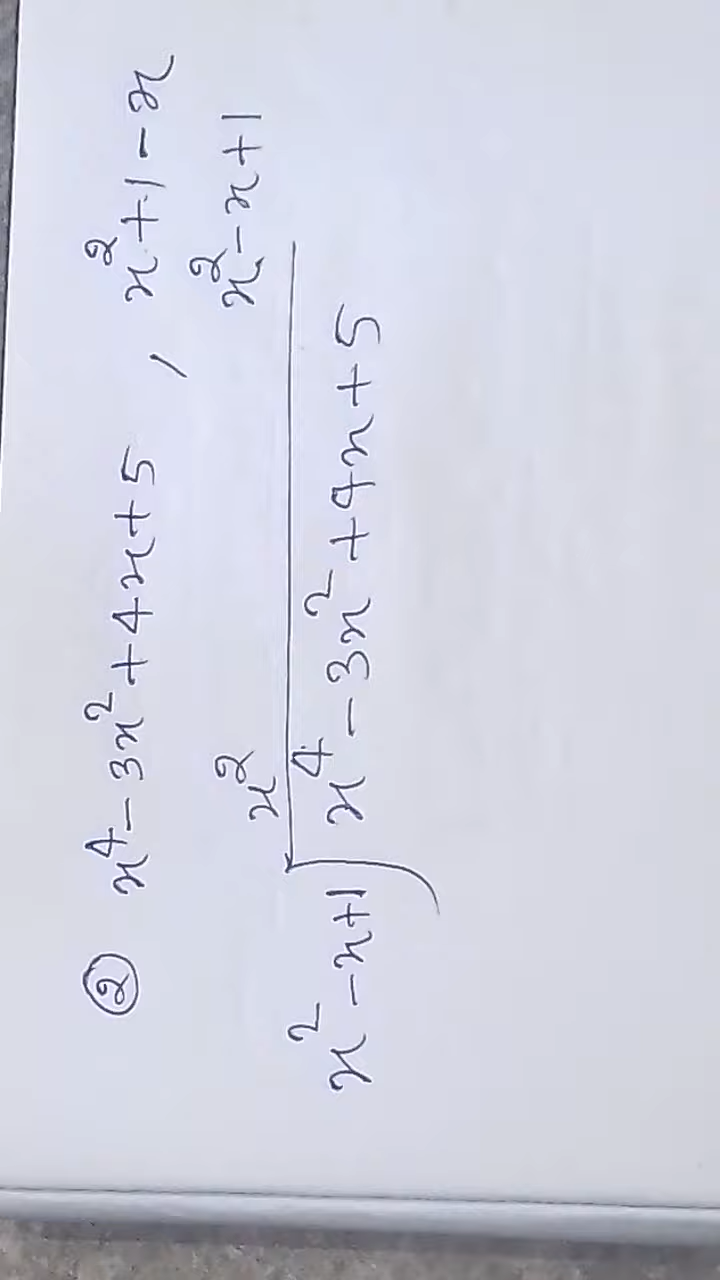 ② x⁴ - 3x² + 4x + 5 , x² + 1 - x
x² - x + 1
x²
x² - x + 1 ) x⁴ - 3x² + 4x + 5